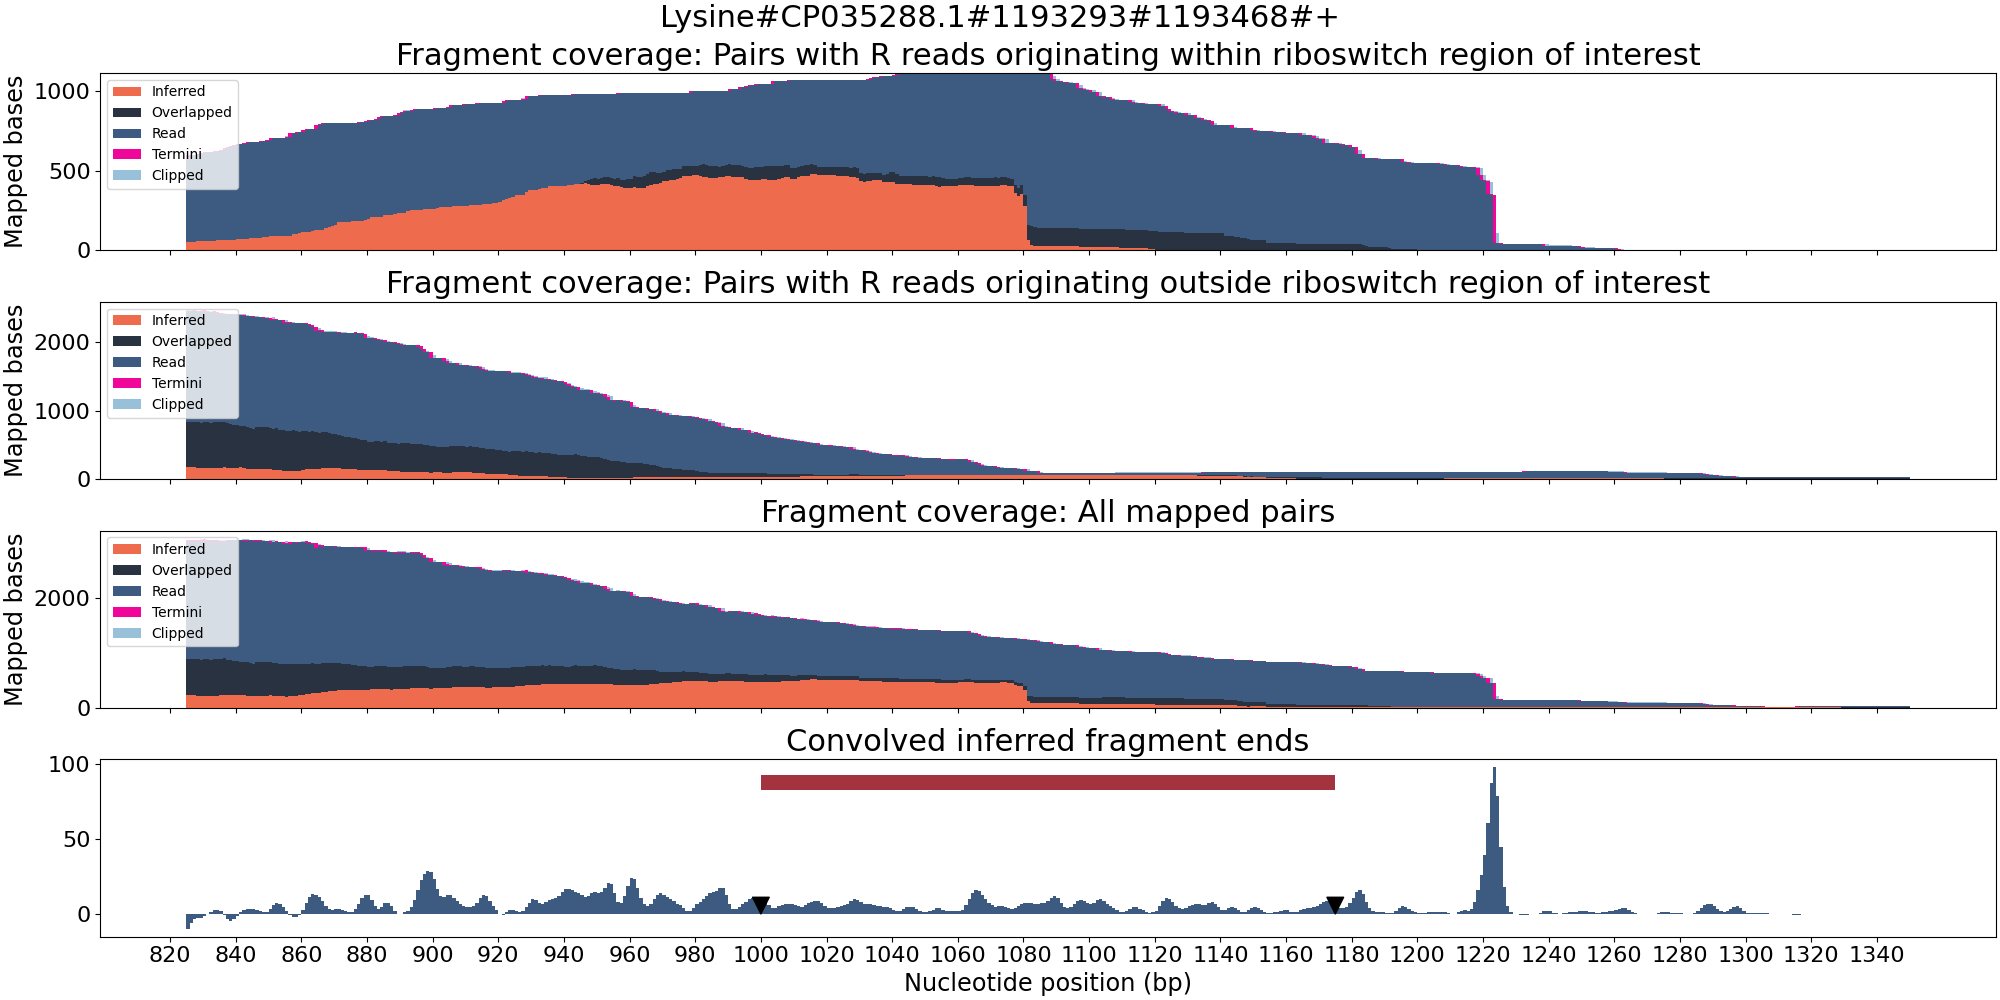 Lysine#CP035288.1#1193293#1193468#+
Fragment coverage: Pairs with R reads originating within riboswitch region of interest
Mapped bases
1000
500
0
Inferred
Overlapped
Read
Termini
Clipped
Fragment coverage: Pairs with R reads originating outside riboswitch region of interest
Mapped bases
2000
1000
0
Inferred
Overlapped
Read
Termini
Clipped
Fragment coverage: All mapped pairs
Mapped bases
2000
0
Inferred
Overlapped
Read
Termini
Clipped
Convolved inferred fragment ends
100
50
0
820 840 860 880 900 920 940 960 980 1000 1020 1040 1060 1080 1100 1120 1140 1160 1180 1200 1220 1240 1260 1280 1300 1320 1340
Nucleotide position (bp)